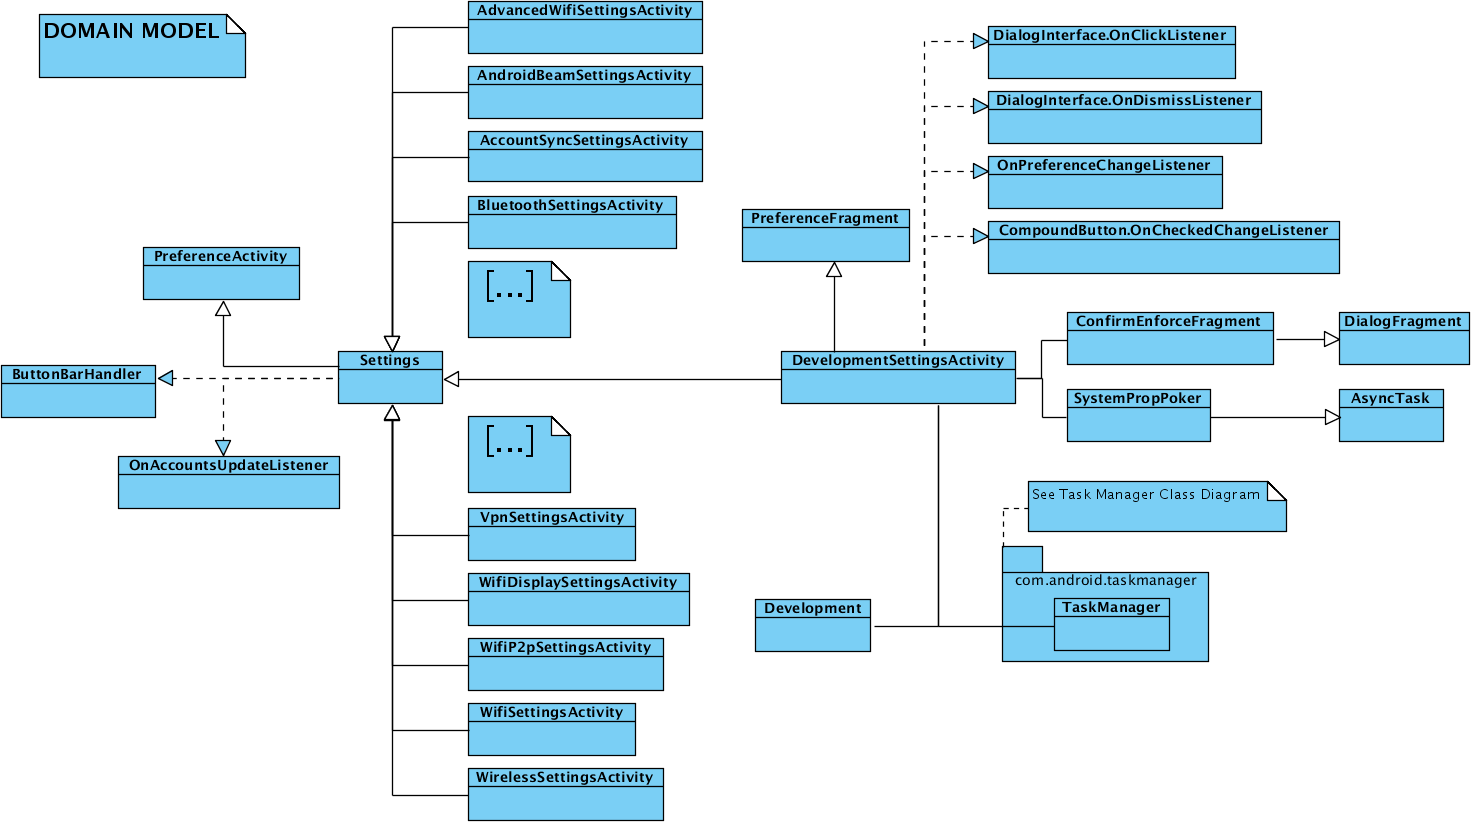 DOMAIN MODEL
AdvancedWifiSettingsActivity
AndroidBeamSettingsActivity
AccountSyncSettingsActivity
BluetoothSettingsActivity
[...]
PreferenceActivity
Settings
ButtonBarHandler
OnAccountsUpdateListener
[...]
VpnSettingsActivity
WifiDisplaySettingsActivity
WifiP2pSettingsActivity
WifiSettingsActivity
WirelessSettingsActivity
DialogInterface.OnClickListener
DialogInterface.OnDismissListener
OnPreferenceChangeListener
CompoundButton.OnCheckedChangeListener
PreferenceFragment
DevelopmentSettingsActivity
ConfirmEnforceFragment
DialogFragment
SystemPropPoker
AsyncTask
See Task Manager Class Diagram
com.android.taskmanager
TaskManager
Development